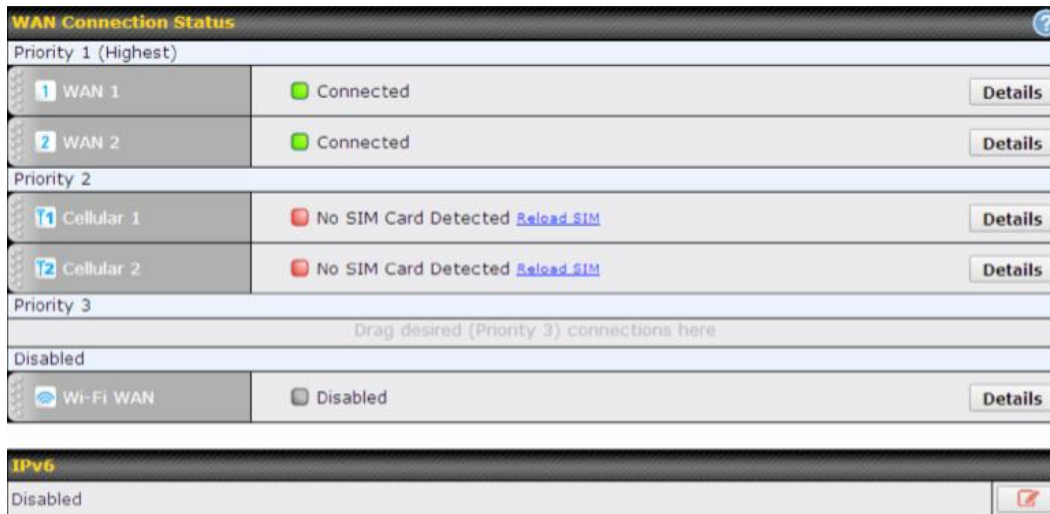 WAN Connection Status ?
Priority 1 (Highest)
1 WAN 1 Connected Details
2 WAN 2 Connected Details
Priority 2
1 Cellular 1 No SIM Card Detected Reload SIM Details
2 Cellular 2 No SIM Card Detected Reload SIM Details
Priority 3
Drag desired (Priority 3) connections here
Disabled
Wi-Fi WAN Disabled Details
IPv6
Disabled